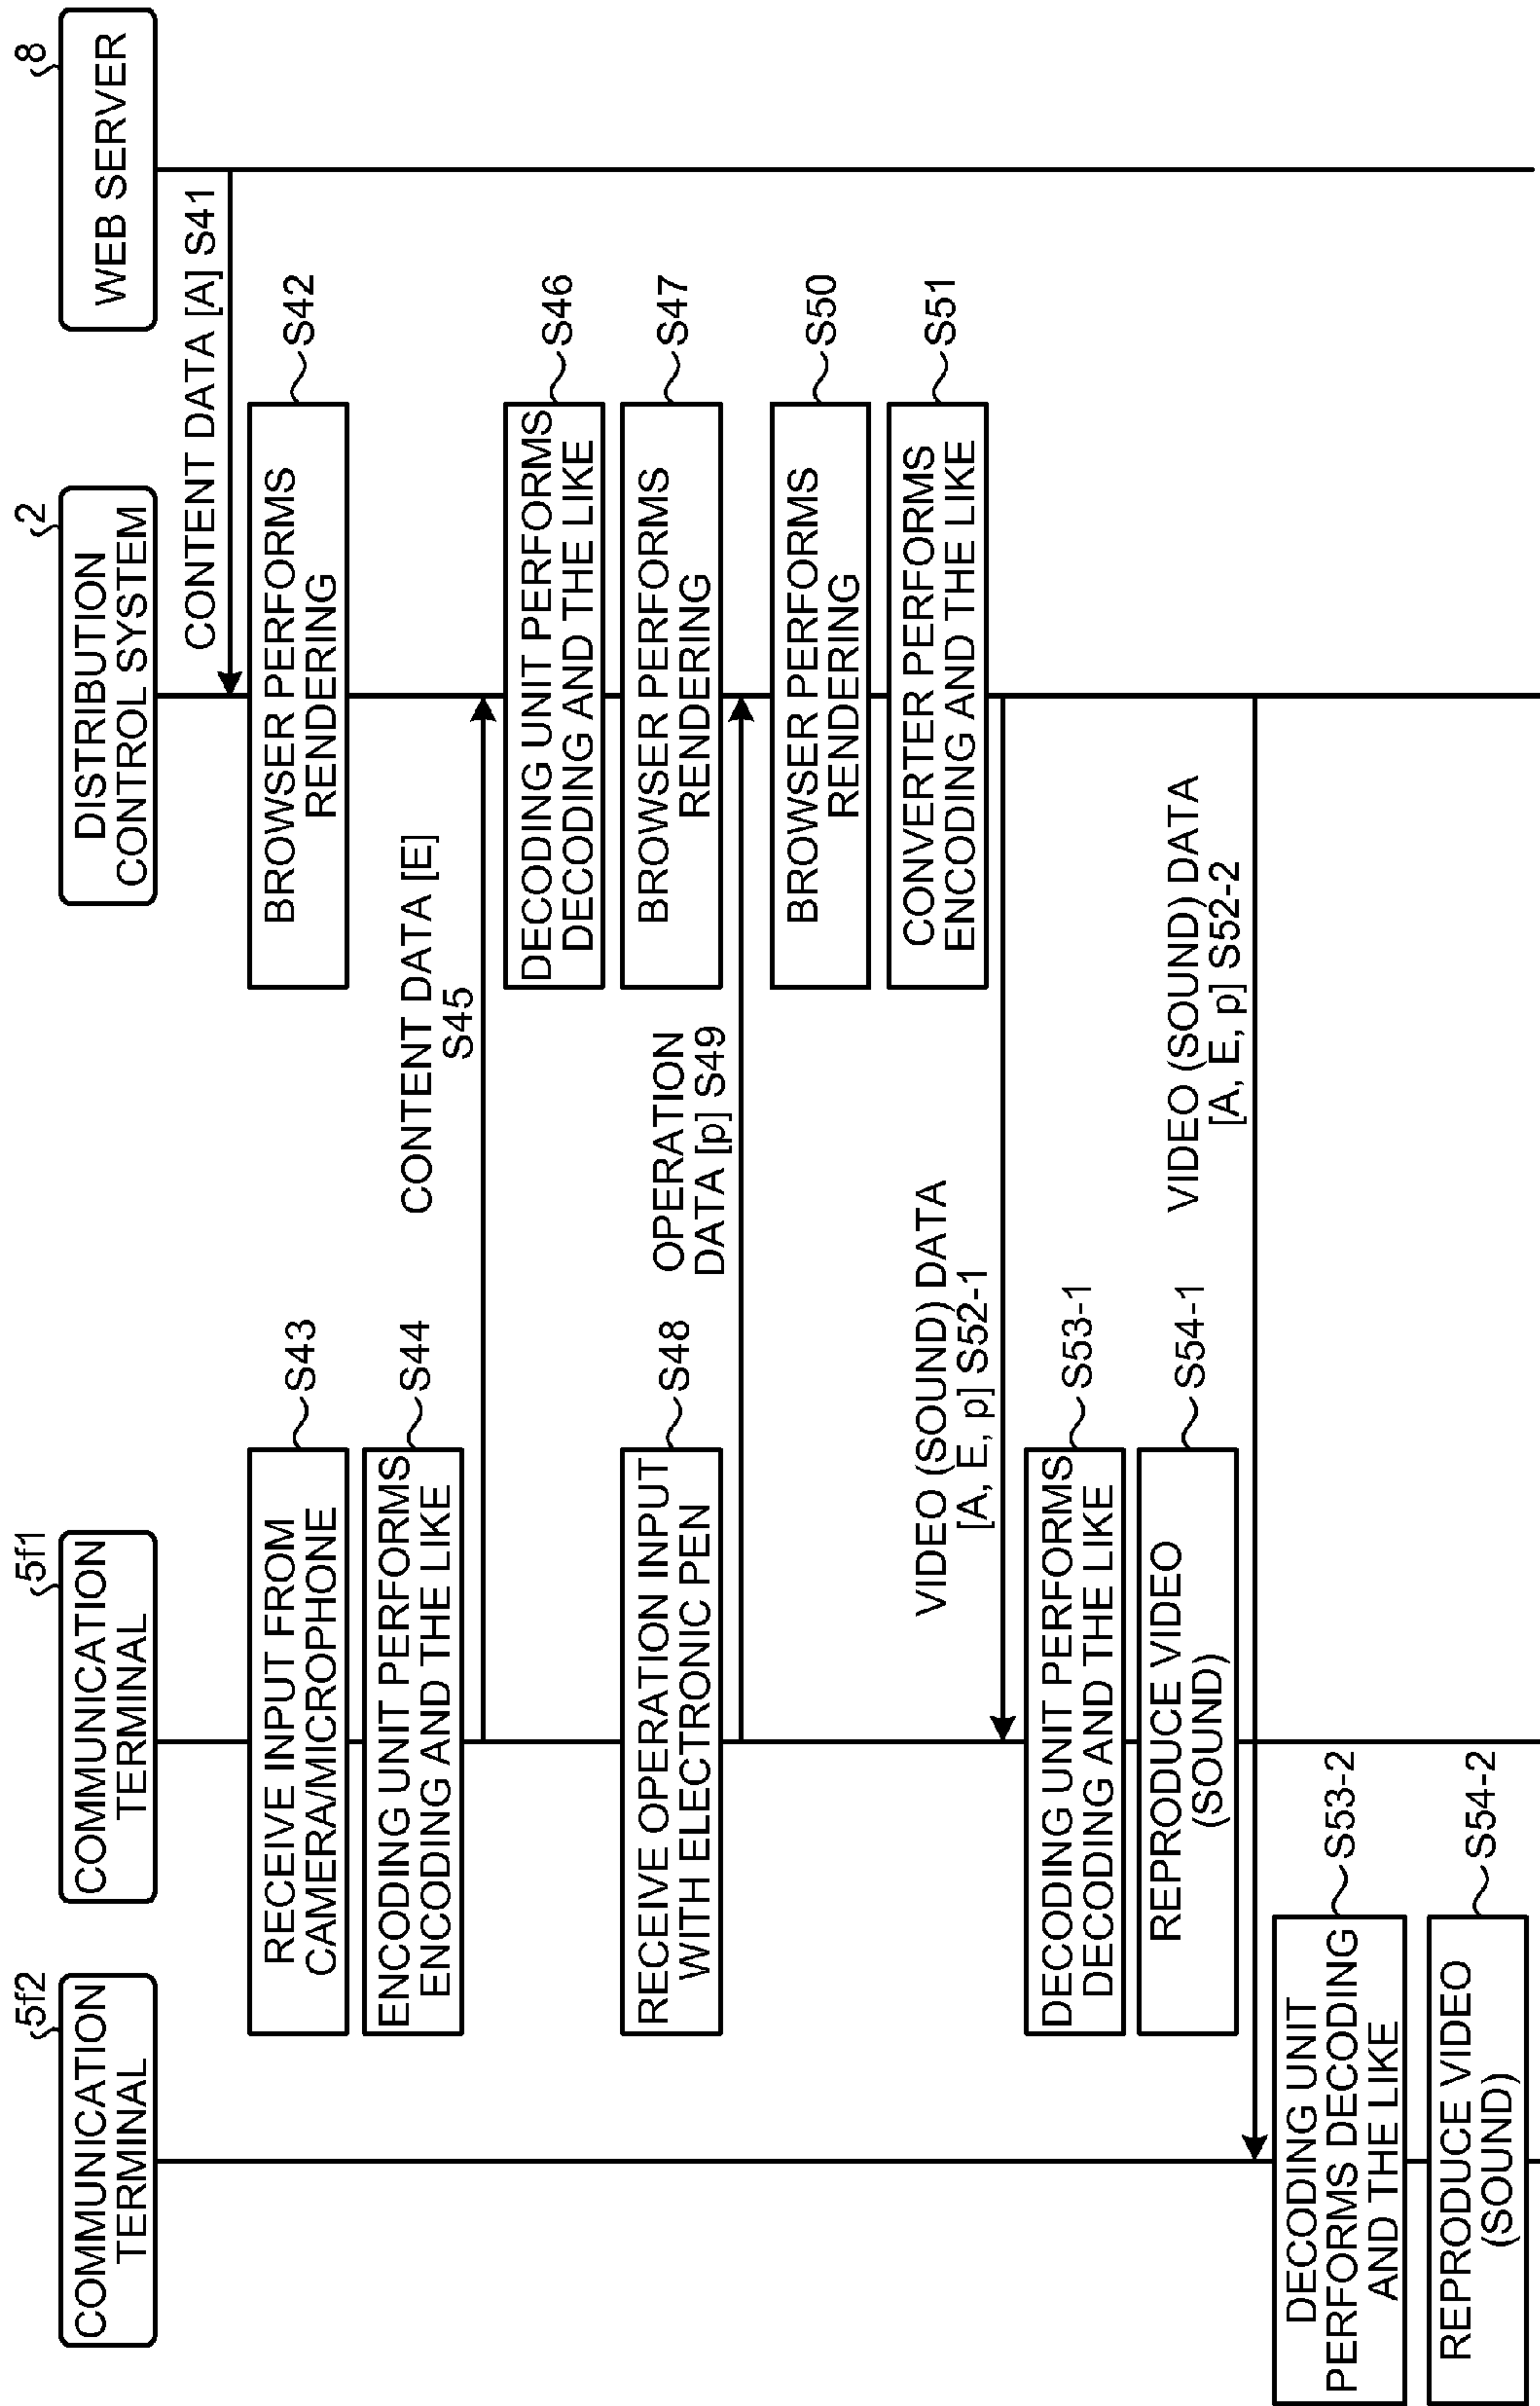 5f2
COMMUNICATION
TERMINAL
5f1
COMMUNICATION
TERMINAL
2
DISTRIBUTION
CONTROL SYSTEM
8
WEB SERVER
CONTENT DATA [A] S41
BROWSER PERFORMS
RENDERING
S42
RECEIVE INPUT FROM
CAMERA/MICROPHONE
S43
ENCODING UNIT PERFORMS
ENCODING AND THE LIKE
S44
CONTENT DATA [E]
S45
DECODING UNIT PERFORMS
DECODING AND THE LIKE
S46
BROWSER PERFORMS
RENDERING
S47
RECEIVE OPERATION INPUT
WITH ELECTRONIC PEN
S48
OPERATION
DATA [p] S49
BROWSER PERFORMS
RENDERING
S50
CONVERTER PERFORMS
ENCODING AND THE LIKE
S51
VIDEO (SOUND) DATA
[A, E, p] S52-1
DECODING UNIT PERFORMS
DECODING AND THE LIKE
S53-1
REPRODUCE VIDEO
(SOUND)
S54-1
VIDEO (SOUND) DATA
[A, E, p] S52-2
DECODING UNIT
PERFORMS DECODING
AND THE LIKE
S53-2
REPRODUCE VIDEO
(SOUND)
S54-2